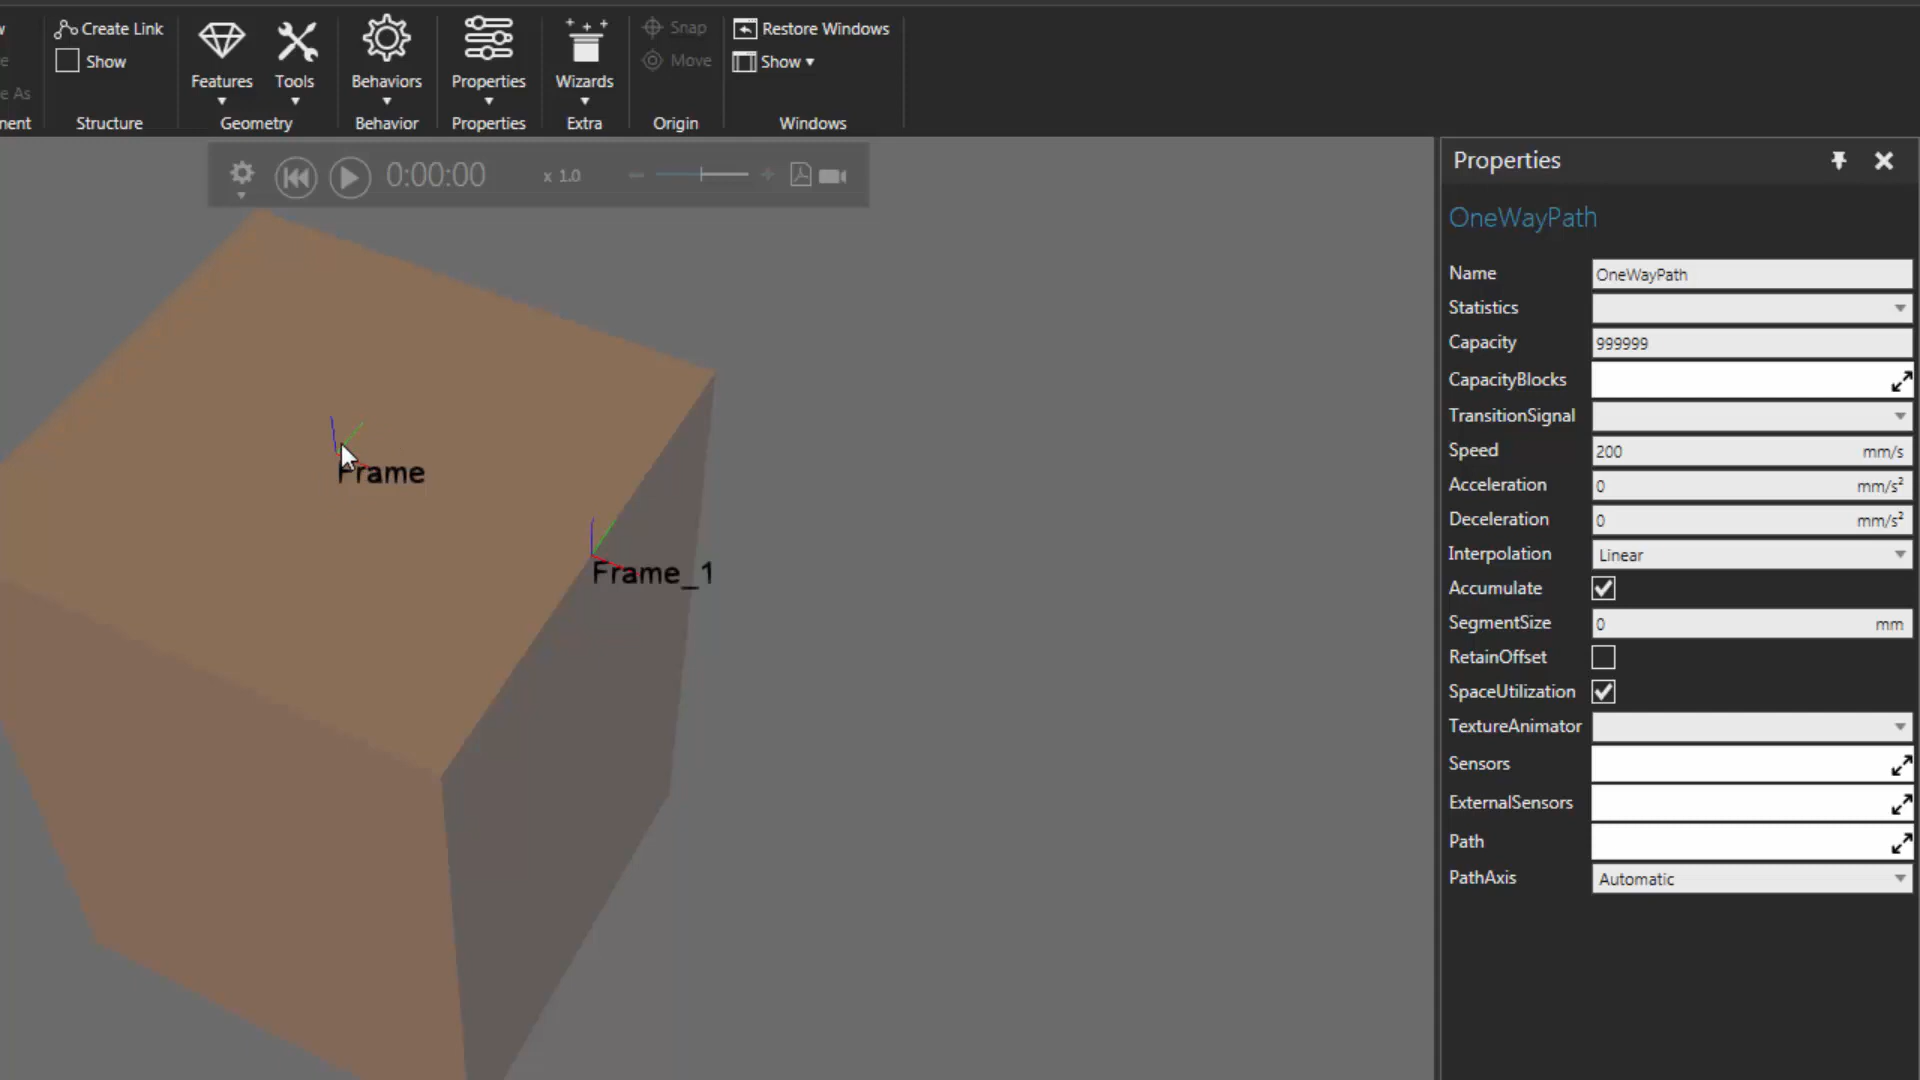 Create Link
Show
e As
nent
Structure
Features
Tools
Geometry
Behaviors
Behavior
Properties
Properties
Wizards
Extra
Snap
Move
Origin
Restore Windows
Show
Windows
0:00:00
x 1.0
Frame
Frame_1
Properties
OneWayPath
Name OneWayPath
Statistics
Capacity 999999
CapacityBlocks
TransitionSignal
Speed 200 mm/s
Acceleration 0 mm/s²
Deceleration 0 mm/s²
Interpolation Linear
Accumulate
SegmentSize 0 mm
RetainOffset
SpaceUtilization
TextureAnimator
Sensors
ExternalSensors
Path
PathAxis Automatic